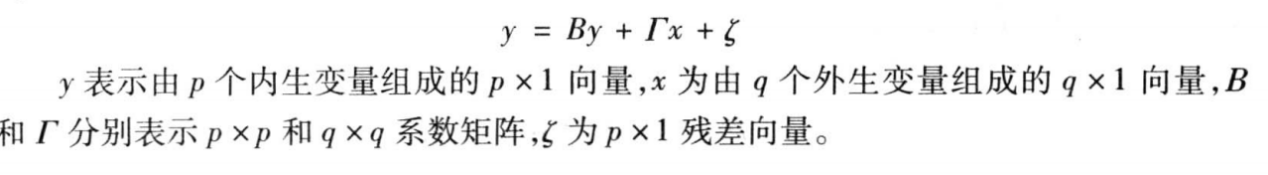 y = By + Γx + ζ
y 表示由 p 个内生变量组成的 p × 1 向量,x 为由 q 个外生变量组成的 q × 1 向量,B
和 Γ 分别表示 p × p 和 q × q 系数矩阵,ζ 为 p × 1 残差向量。